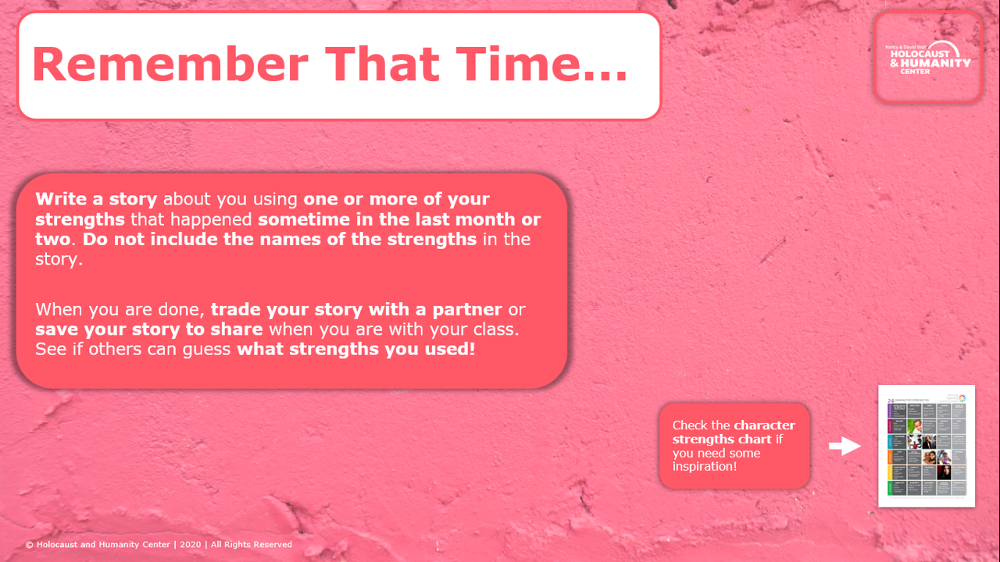 Remember That Time...
Nancy & David Wolf
HOLOCAUST
& HUMANITY
CENTER
Write a story about you using one or more of your
strengths that happened sometime in the last month or
two. Do not include the names of the strengths in the
story.
When you are done, trade your story with a partner or
save your story to share when you are with your class.
See if others can guess what strengths you used!
Check the character
strengths chart if
you need some
inspiration!
24 CHARACTER STRENGTHS
© Holocaust and Humanity Center | 2020 | All Rights Reserved